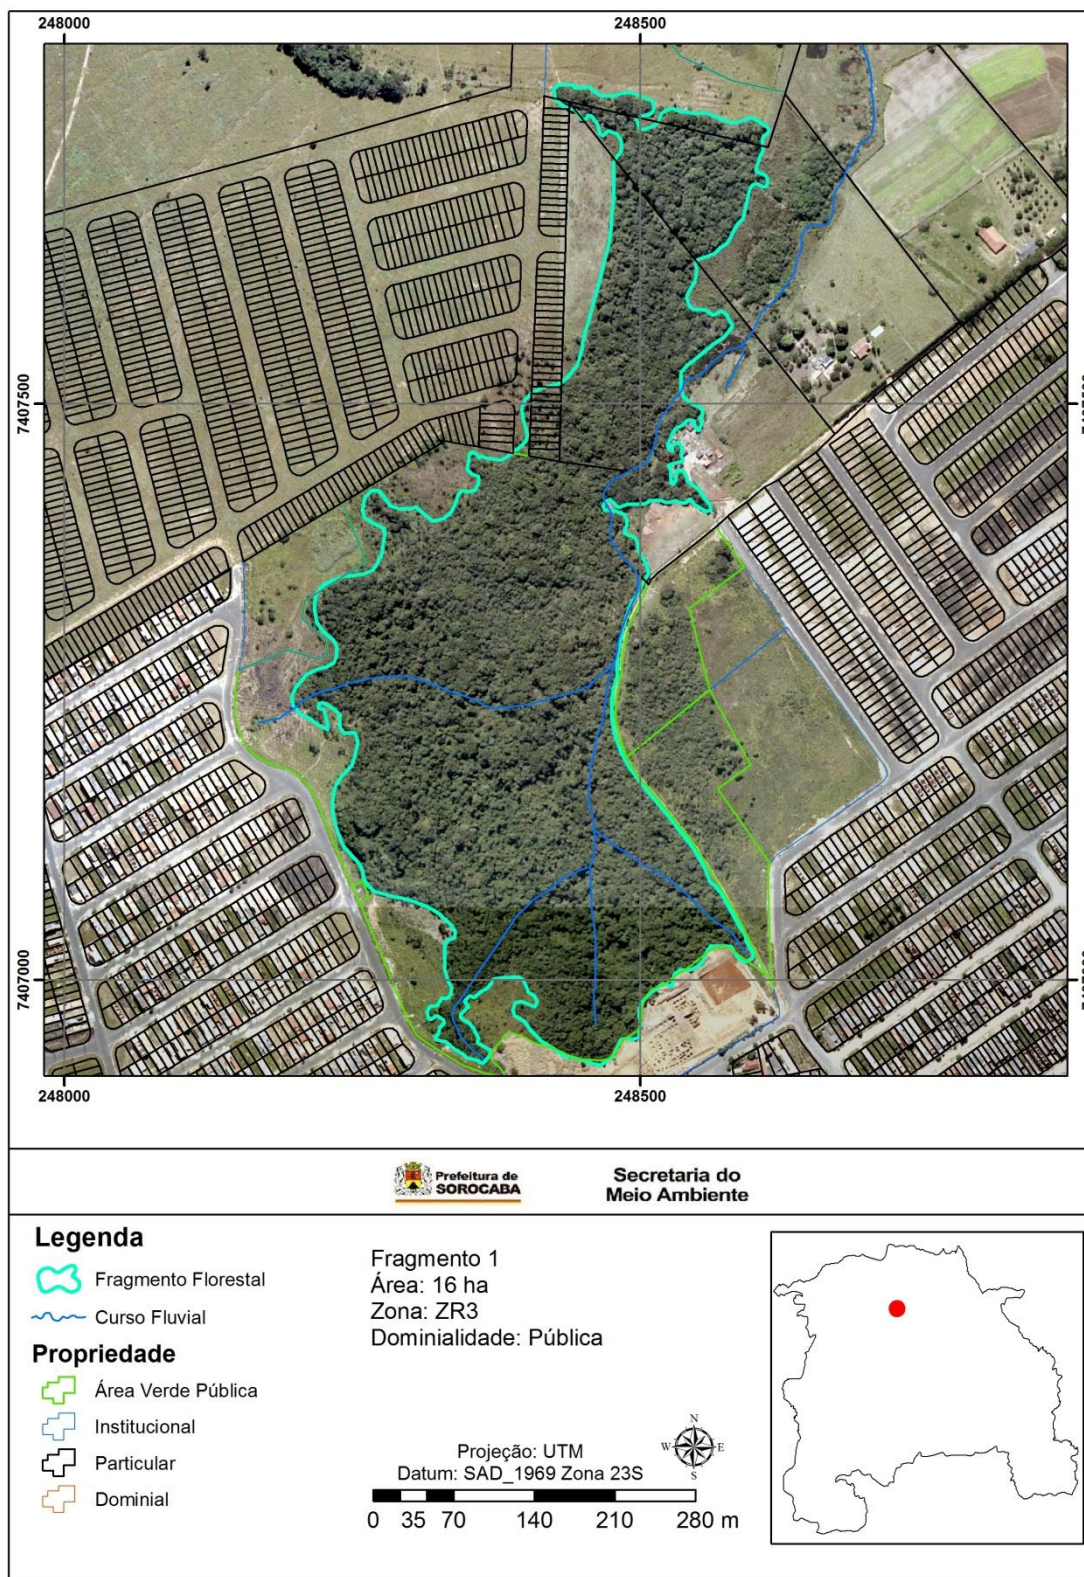 248000
248500
7407500
7407500
7407000
7407000
248000
248500
Prefeitura de
SOROCABA
Secretaria do
Meio Ambiente
Legenda
Fragmento Florestal
Curso Fluvial
Propriedade
Área Verde Pública
Institucional
Particular
Dominial
Fragmento 1
Área: 16 ha
Zona: ZR3
Dominialidade: Pública
N
W
E
S
Projeção: UTM
Datum: SAD_1969 Zona 23S
0 35 70 140 210 280 m